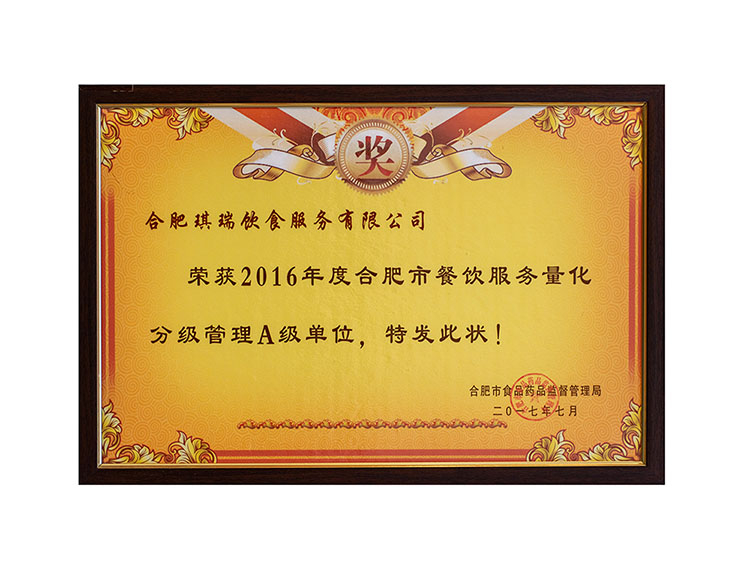 奖
合肥琪瑞饮食服务有限公司
荣获2016年度合肥市餐饮服务量化
分级管理A级单位，特发此状！
合肥市食品药品监督管理局
二〇一七年七月